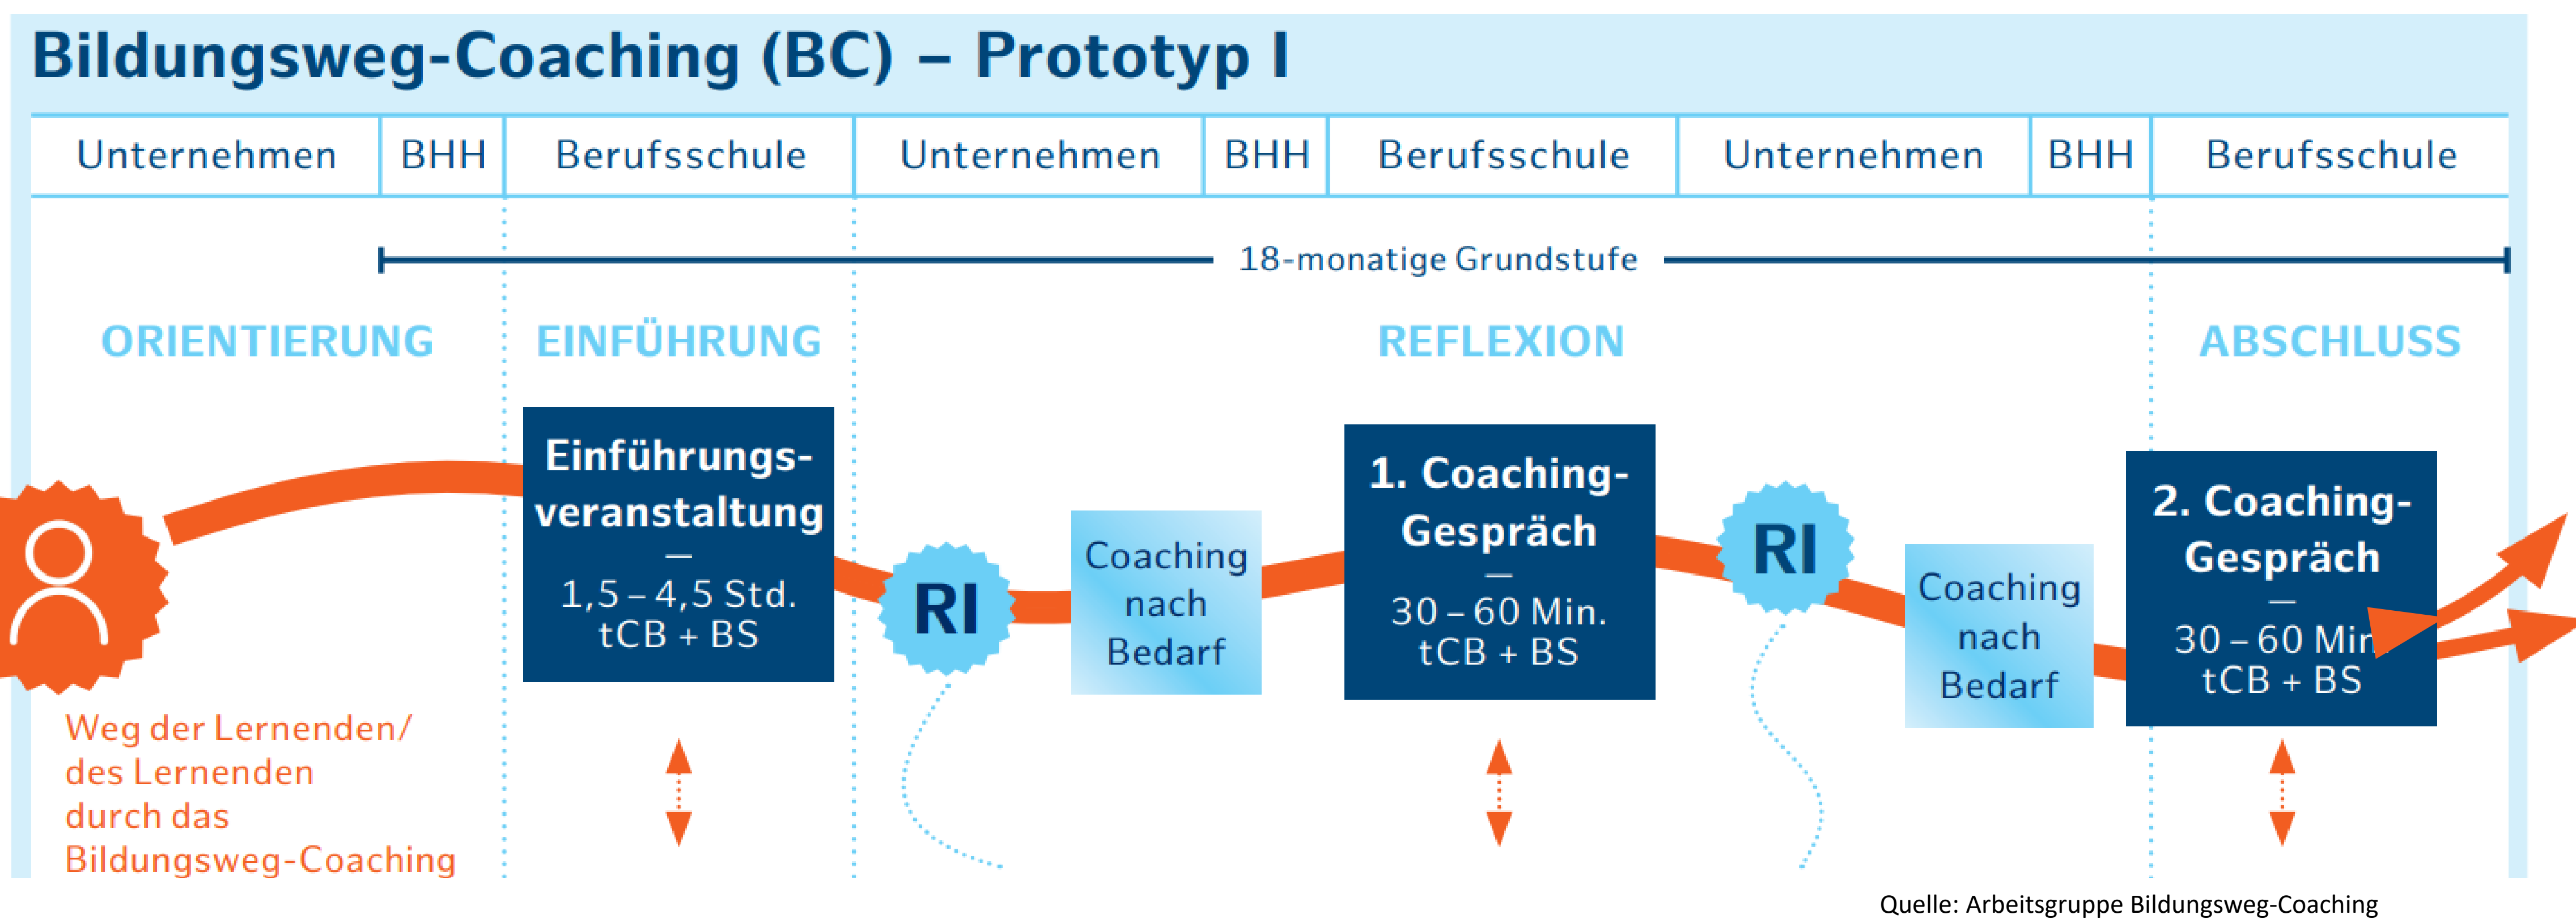 Bildungsweg-Coaching (BC) – Prototyp I
Unternehmen BHH Berufsschule Unternehmen BHH Berufsschule Unternehmen BHH Berufsschule
18-monatige Grundstufe
ORIENTIERUNG EINFÜHRUNG REFLEXION ABSCHLUSS
Einführungs-
veranstaltung
—
1,5 – 4,5 Std.
tCB + BS
RI
Coaching
nach
Bedarf
1. Coaching-
Gespräch
—
30 – 60 Min.
tCB + BS
RI
Coaching
nach
Bedarf
2. Coaching-
Gespräch
—
30 – 60 Min
tCB + BS
Weg der Lernenden/
des Lernenden
durch das
Bildungsweg-Coaching
Quelle: Arbeitsgruppe Bildungsweg-Coaching